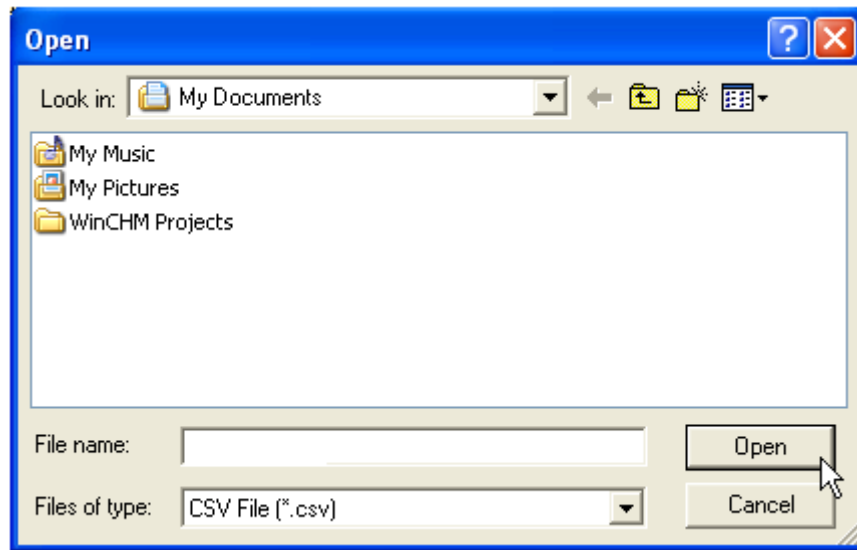 Open
Look in: My Documents
My Music
My Pictures
WinCHM Projects
File name:
Open
Files of type: CSV File (*.csv)
Cancel